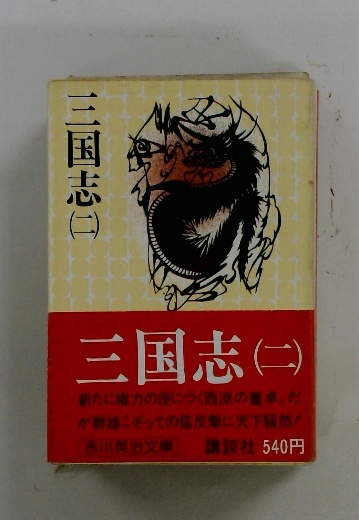 三国志(二)
三国志(二)
新たに権力の座につく西涼の董卓、だ
が群雄こぞっての猛反撃に天下騒然!
吉川英治文庫 講談社 540円